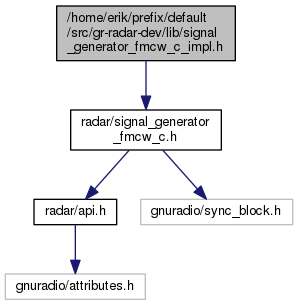 /home/erik/prefix/default
/src/gr-radar-dev/lib/signal
_generator_fmcw_c_impl.h
radar/signal_generator
_fmcw_c.h
radar/api.h
gnuradio/sync_block.h
gnuradio/attributes.h